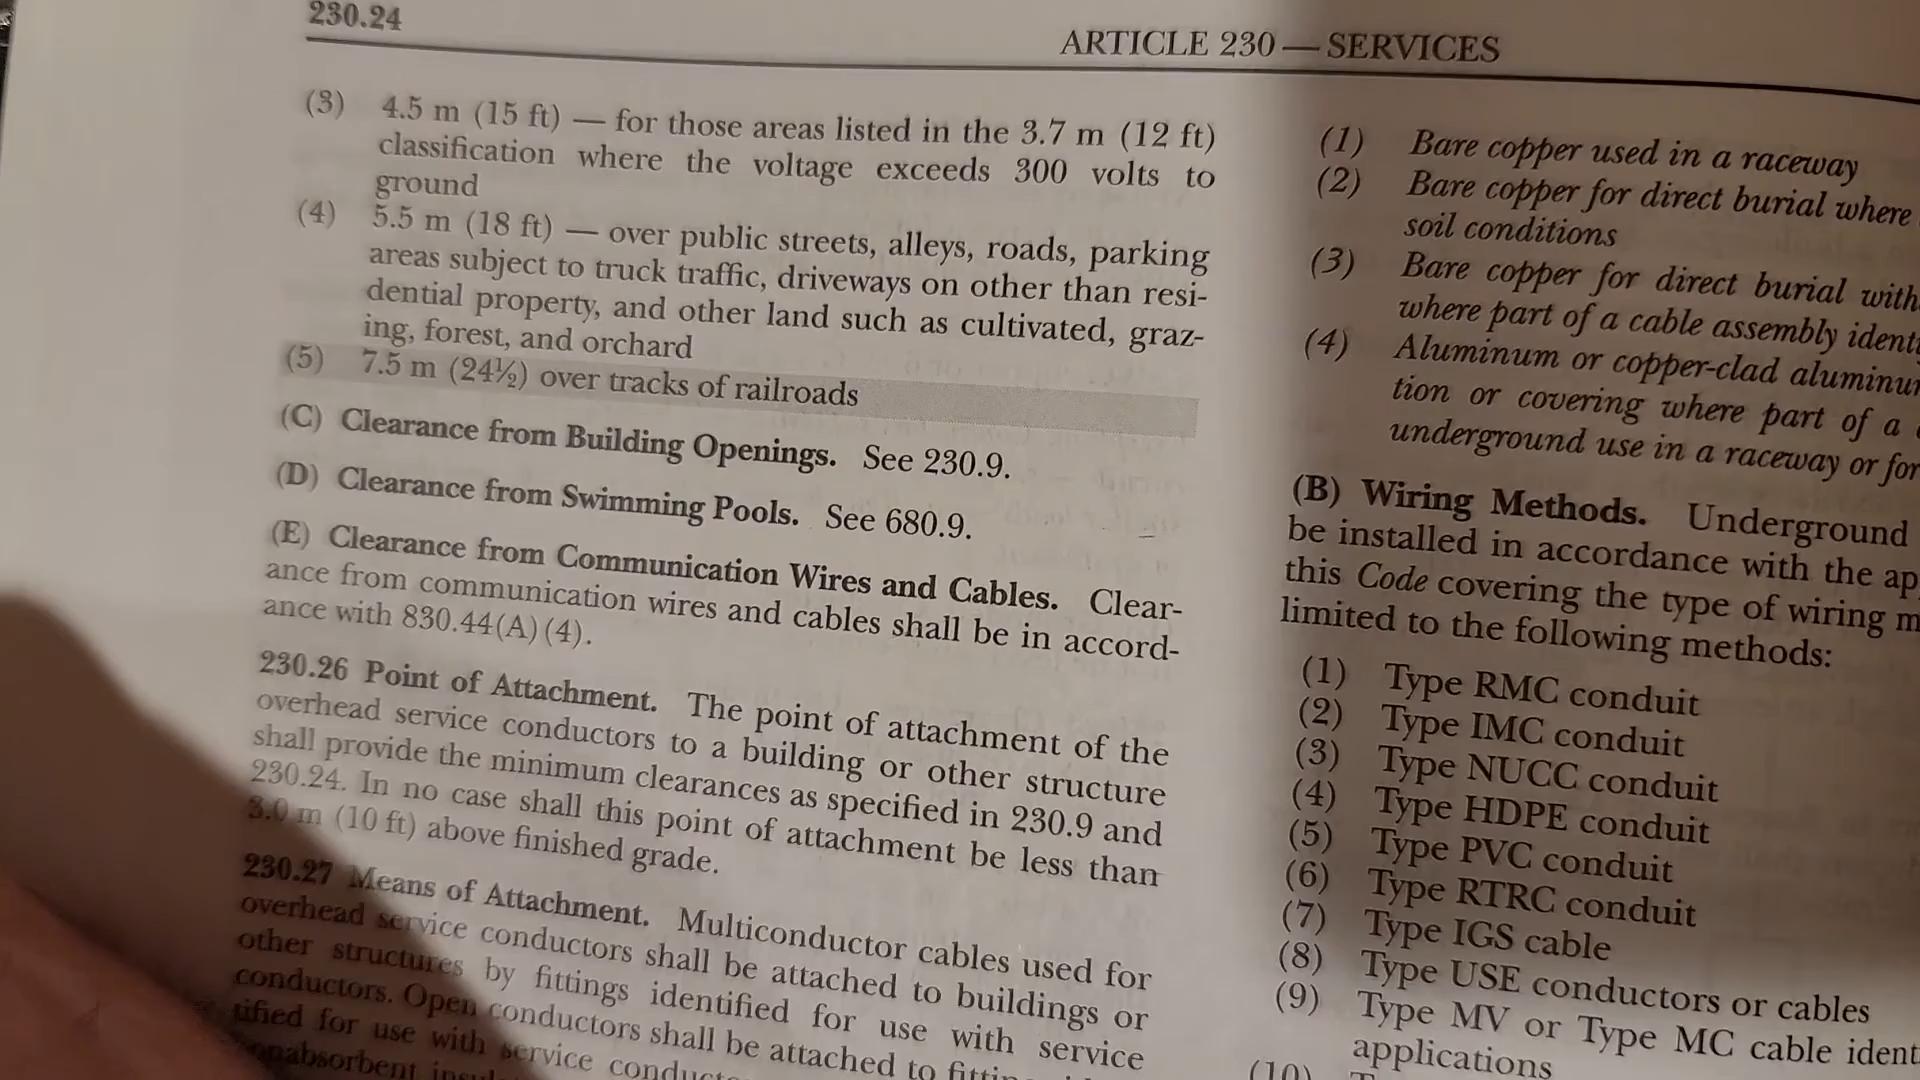 230.24
ARTICLE 230 — SERVICES
(3) 4.5 m (15 ft) — for those areas listed in the 3.7 m (12 ft)
classification where the voltage exceeds 300 volts to
ground
(4) 5.5 m (18 ft) — over public streets, alleys, roads, parking
areas subject to truck traffic, driveways on other than resi-
dential property, and other land such as cultivated, graz-
ing, forest, and orchard
(5) 7.5 m (24½) over tracks of railroads
(C) Clearance from Building Openings. See 230.9.
(D) Clearance from Swimming Pools. See 680.9.
(E) Clearance from Communication Wires and Cables. Clear-
ance from communication wires and cables shall be in accord-
ance with 830.44(A)(4).
230.26 Point of Attachment. The point of attachment of the
overhead service conductors to a building or other structure
shall provide the minimum clearances as specified in 230.9 and
230.24. In no case shall this point of attachment be less than
3.0 m (10 ft) above finished grade.
230.27 Means of Attachment. Multiconductor cables used for
overhead service conductors shall be attached to buildings or
other structures by fittings identified for use with service
conductors. Open conductors shall be attached to
for use with service
(1) Bare copper used in a raceway
(2) Bare copper for direct burial where
soil conditions
(3) Bare copper for direct burial
where part of a cable assembly
(4) Aluminum or copper-clad
tion or covering where part of a
underground use in a raceway or for
(B) Wiring Methods. Underground
be installed in accordance with the
this Code covering the type of wiring
limited to the following methods:
(1) Type RMC conduit
(2) Type IMC conduit
(3) Type NUCC conduit
(4) Type HDPE conduit
(5) Type PVC conduit
(6) Type RTRC conduit
(7) Type IGS cable
(8) Type USE conductors or cables
(9) Type MV or Type MC cable
applications
(10)